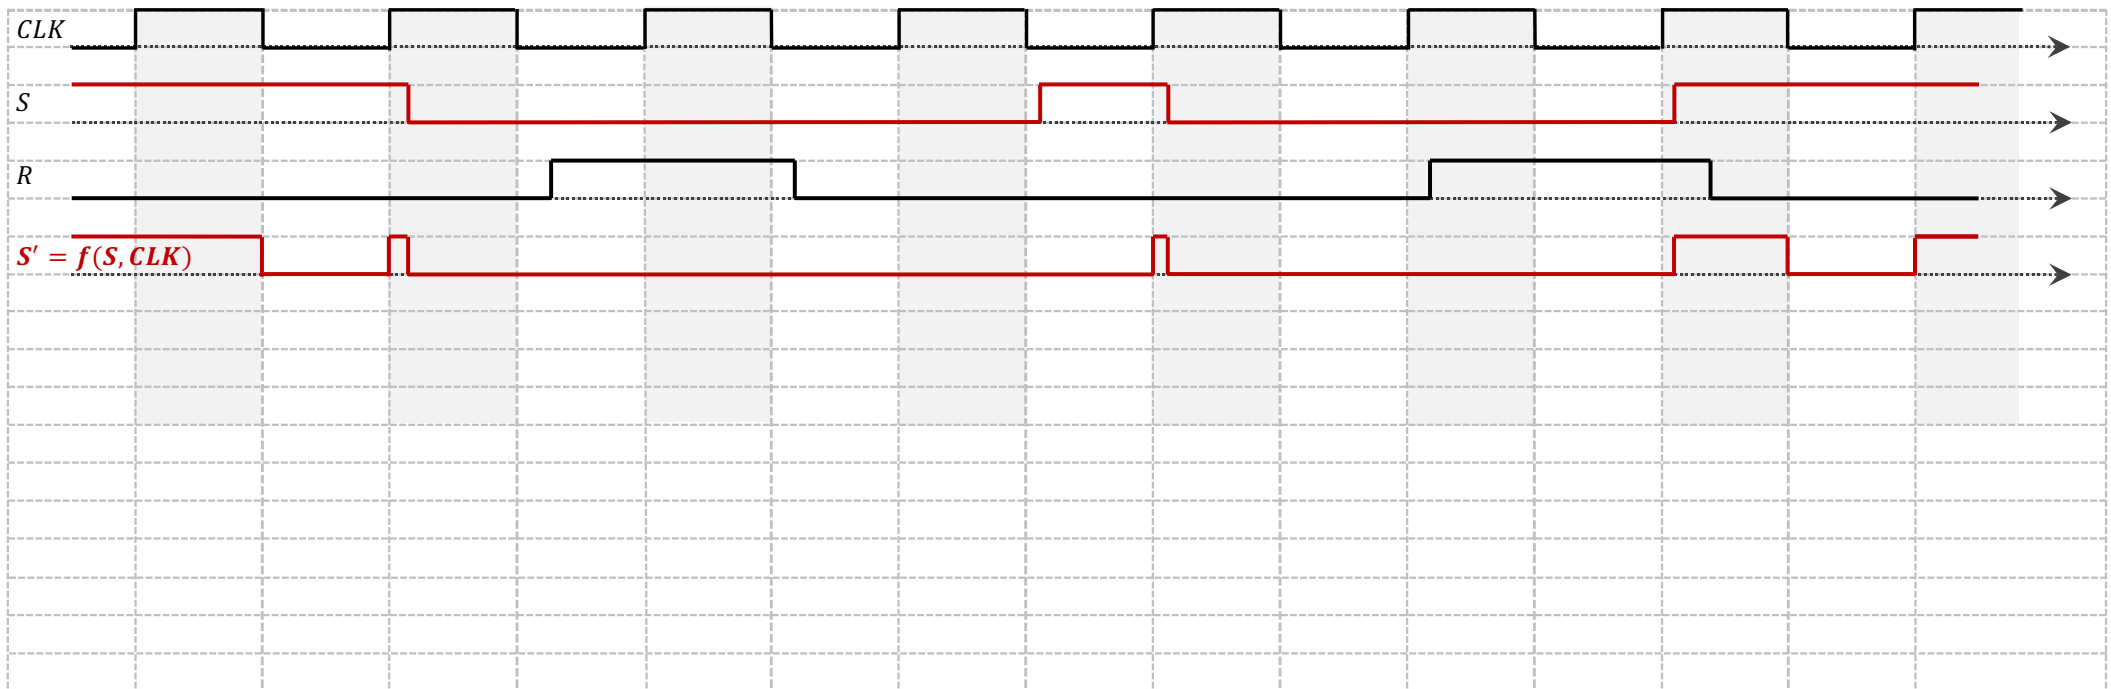 CLK
S
R
S′ = f(S, CLK)